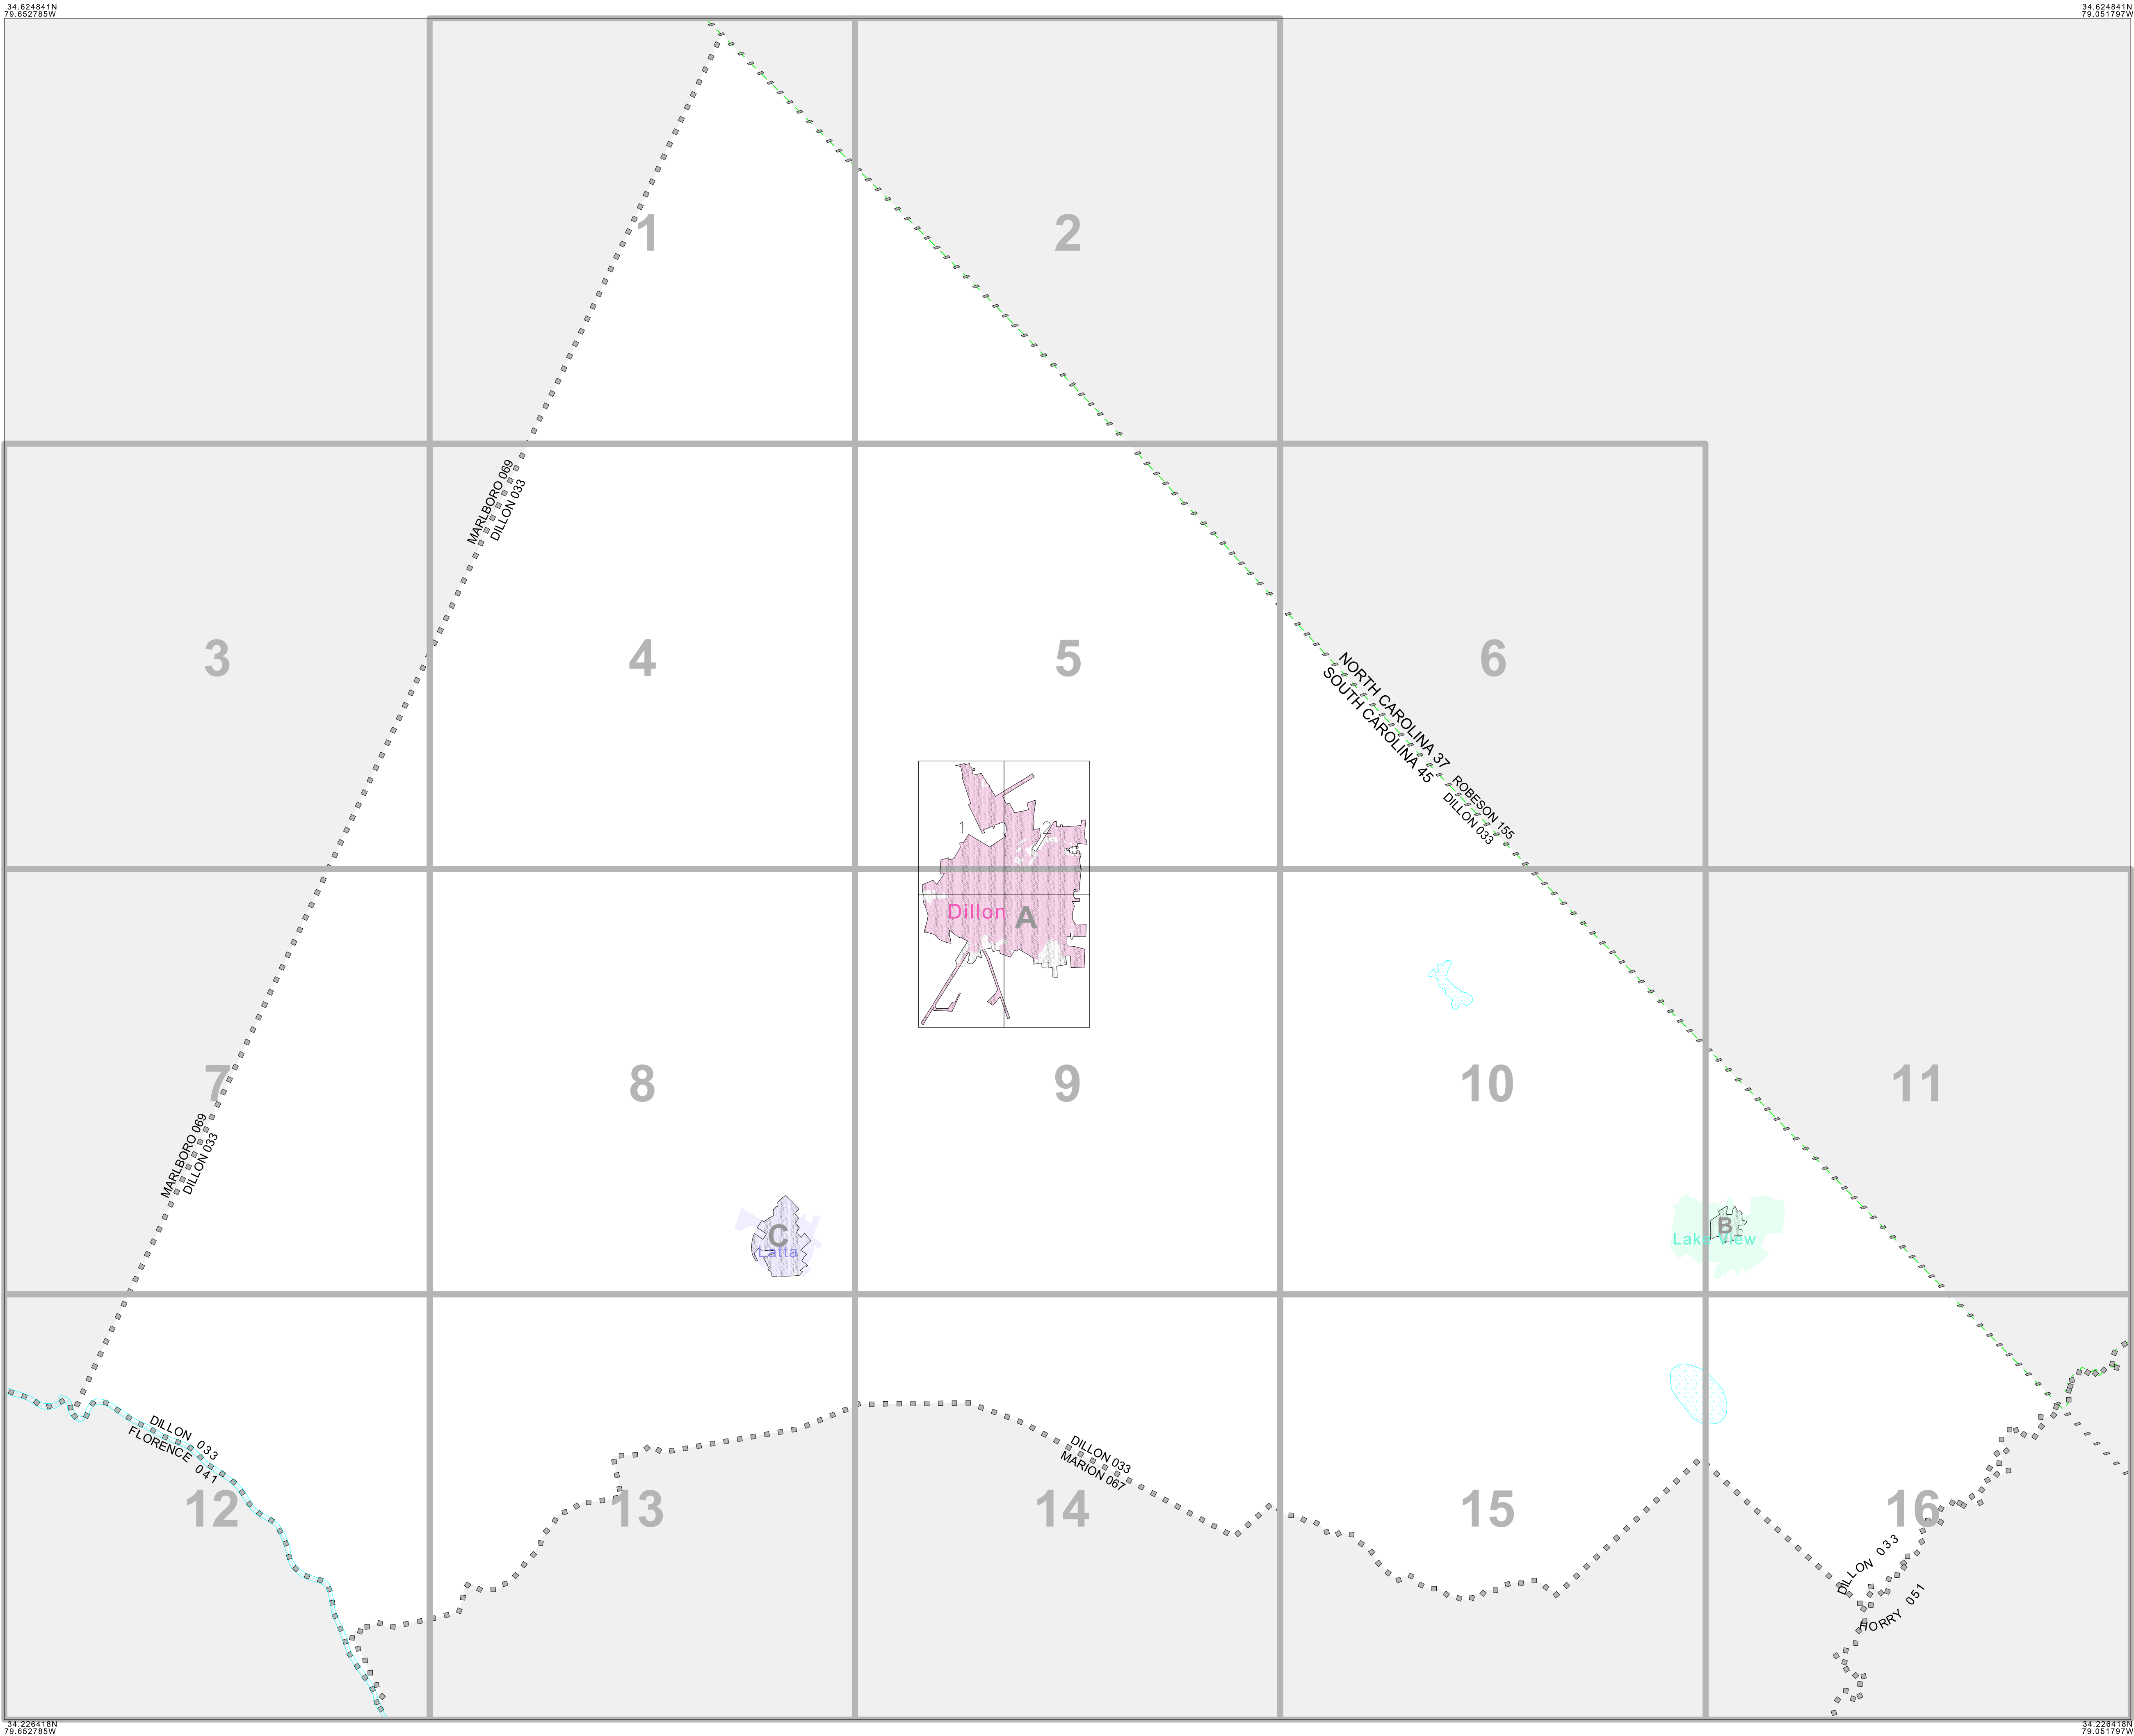 34.624841N
79.652785W
34.624841N
79.051797W
1
2
MARLBORO 069
DILLON 033
3
4
5
6
NORTH CAROLINA 37
SOUTH CAROLINA 45
ROBESON 155
DILLON 033
1
2
Dillon
A
4
7
8
9
10
11
MARLBORO 069
DILLON 033
C
Latta
B
Lake View
DILLON 033
FLORENCE 041
DILLON 033
MARION 067
12
13
14
15
16
DILLON 033
HORRY 051
34.226418N
79.652785W
34.226418N
79.051797W